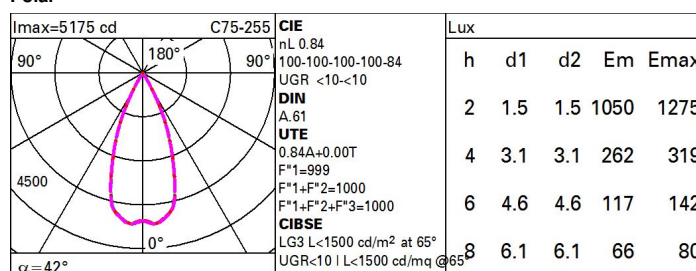 Imax=5175 cd C75-255
90° 180° 90°
4500
0°
α=42°
CIE
nL 0.84
100-100-100-100-84
UGR <10-<10
DIN
A.61
UTE
0.84A+0.00T
F"1=999
F"1+F"2=1000
F"1+F"2+F"3=1000
CIBSE
LG3 L<1500 cd/m² at 65°
UGR<10 | L<1500 cd/mq @65°
Lux
h d1 d2 Em Emax
2 1.5 1.5 1050 1275
4 3.1 3.1 262 319
6 4.6 4.6 117 142
8 6.1 6.1 66 80